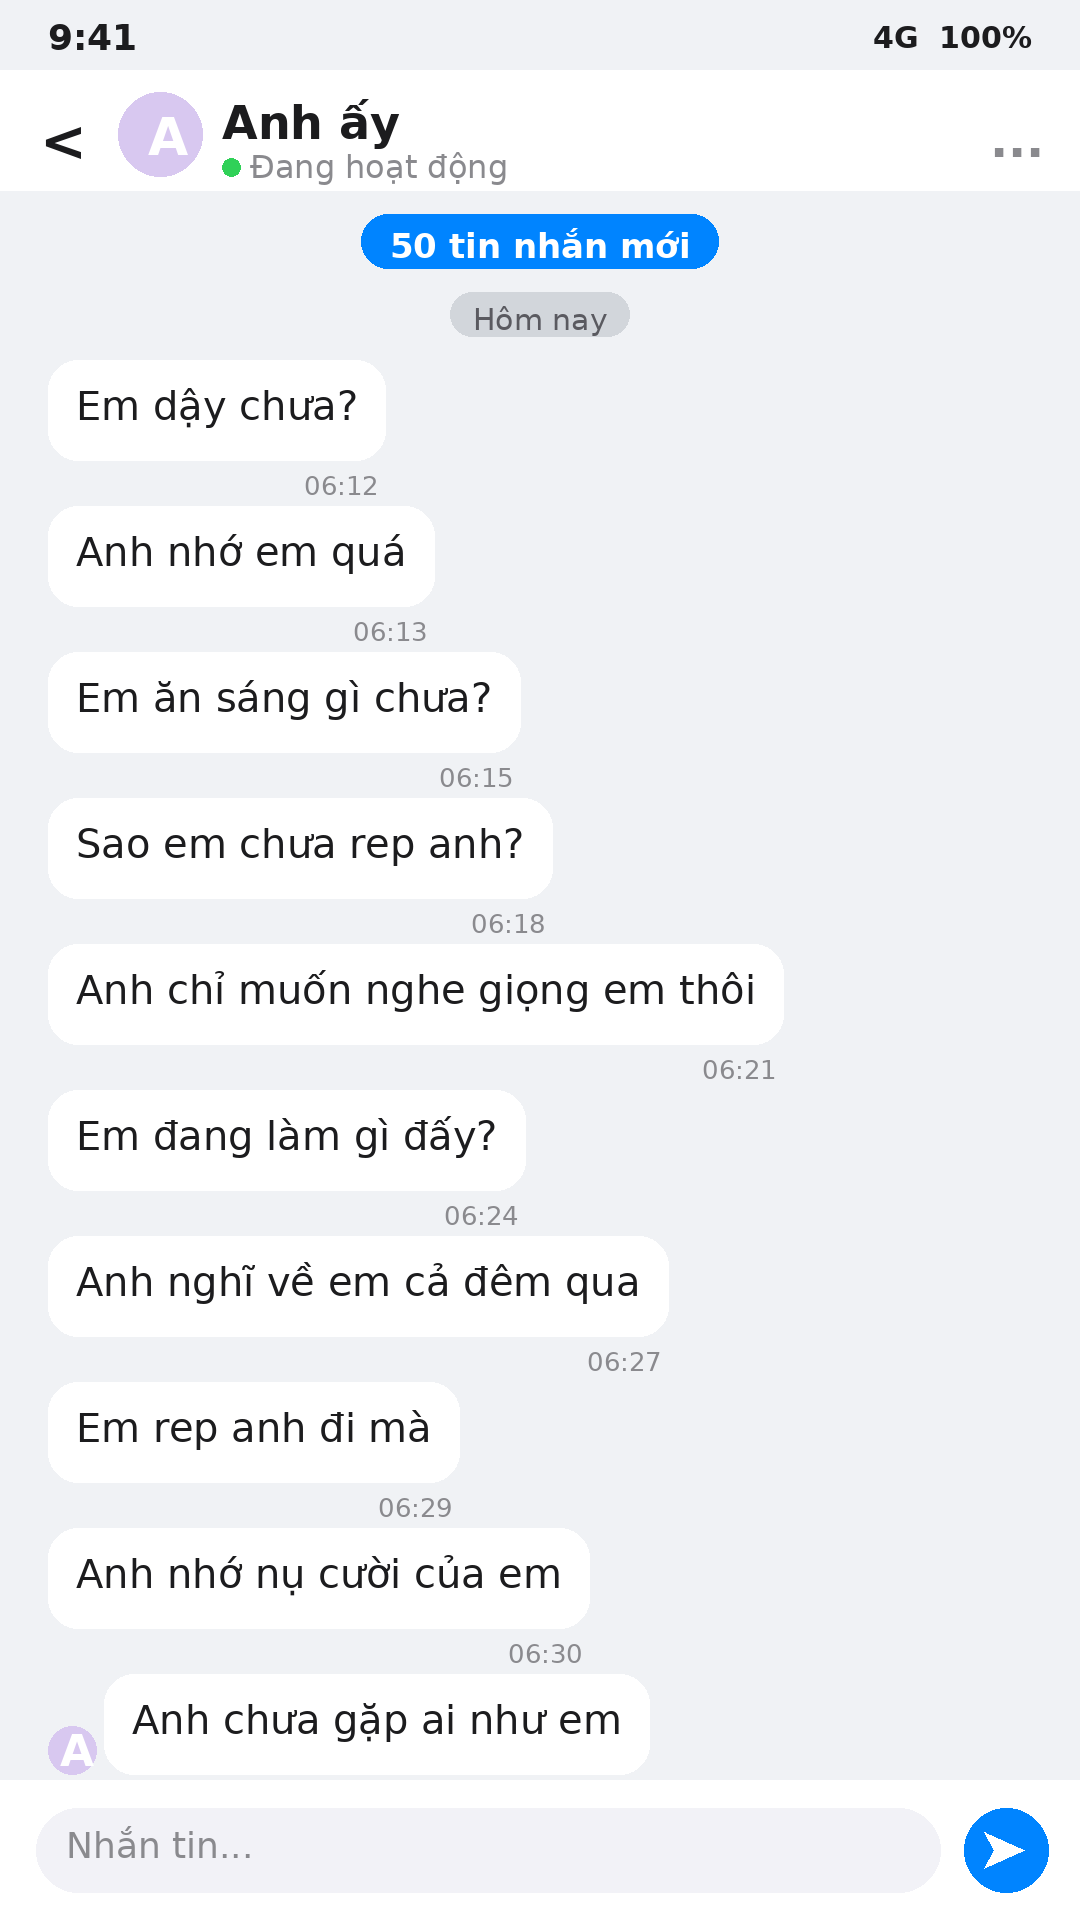 9:41
4G 100%
<
A
Anh ấy
Đang hoạt động
...
50 tin nhắn mới
Hôm nay
Em dậy chưa?
06:12
Anh nhớ em quá
06:13
Em ăn sáng gì chưa?
06:15
Sao em chưa rep anh?
06:18
Anh chỉ muốn nghe giọng em thôi
06:21
Em đang làm gì đấy?
06:24
Anh nghĩ về em cả đêm qua
06:27
Em rep anh đi mà
06:29
Anh nhớ nụ cười của em
06:30
Anh chưa gặp ai như em
A
Nhắn tin...